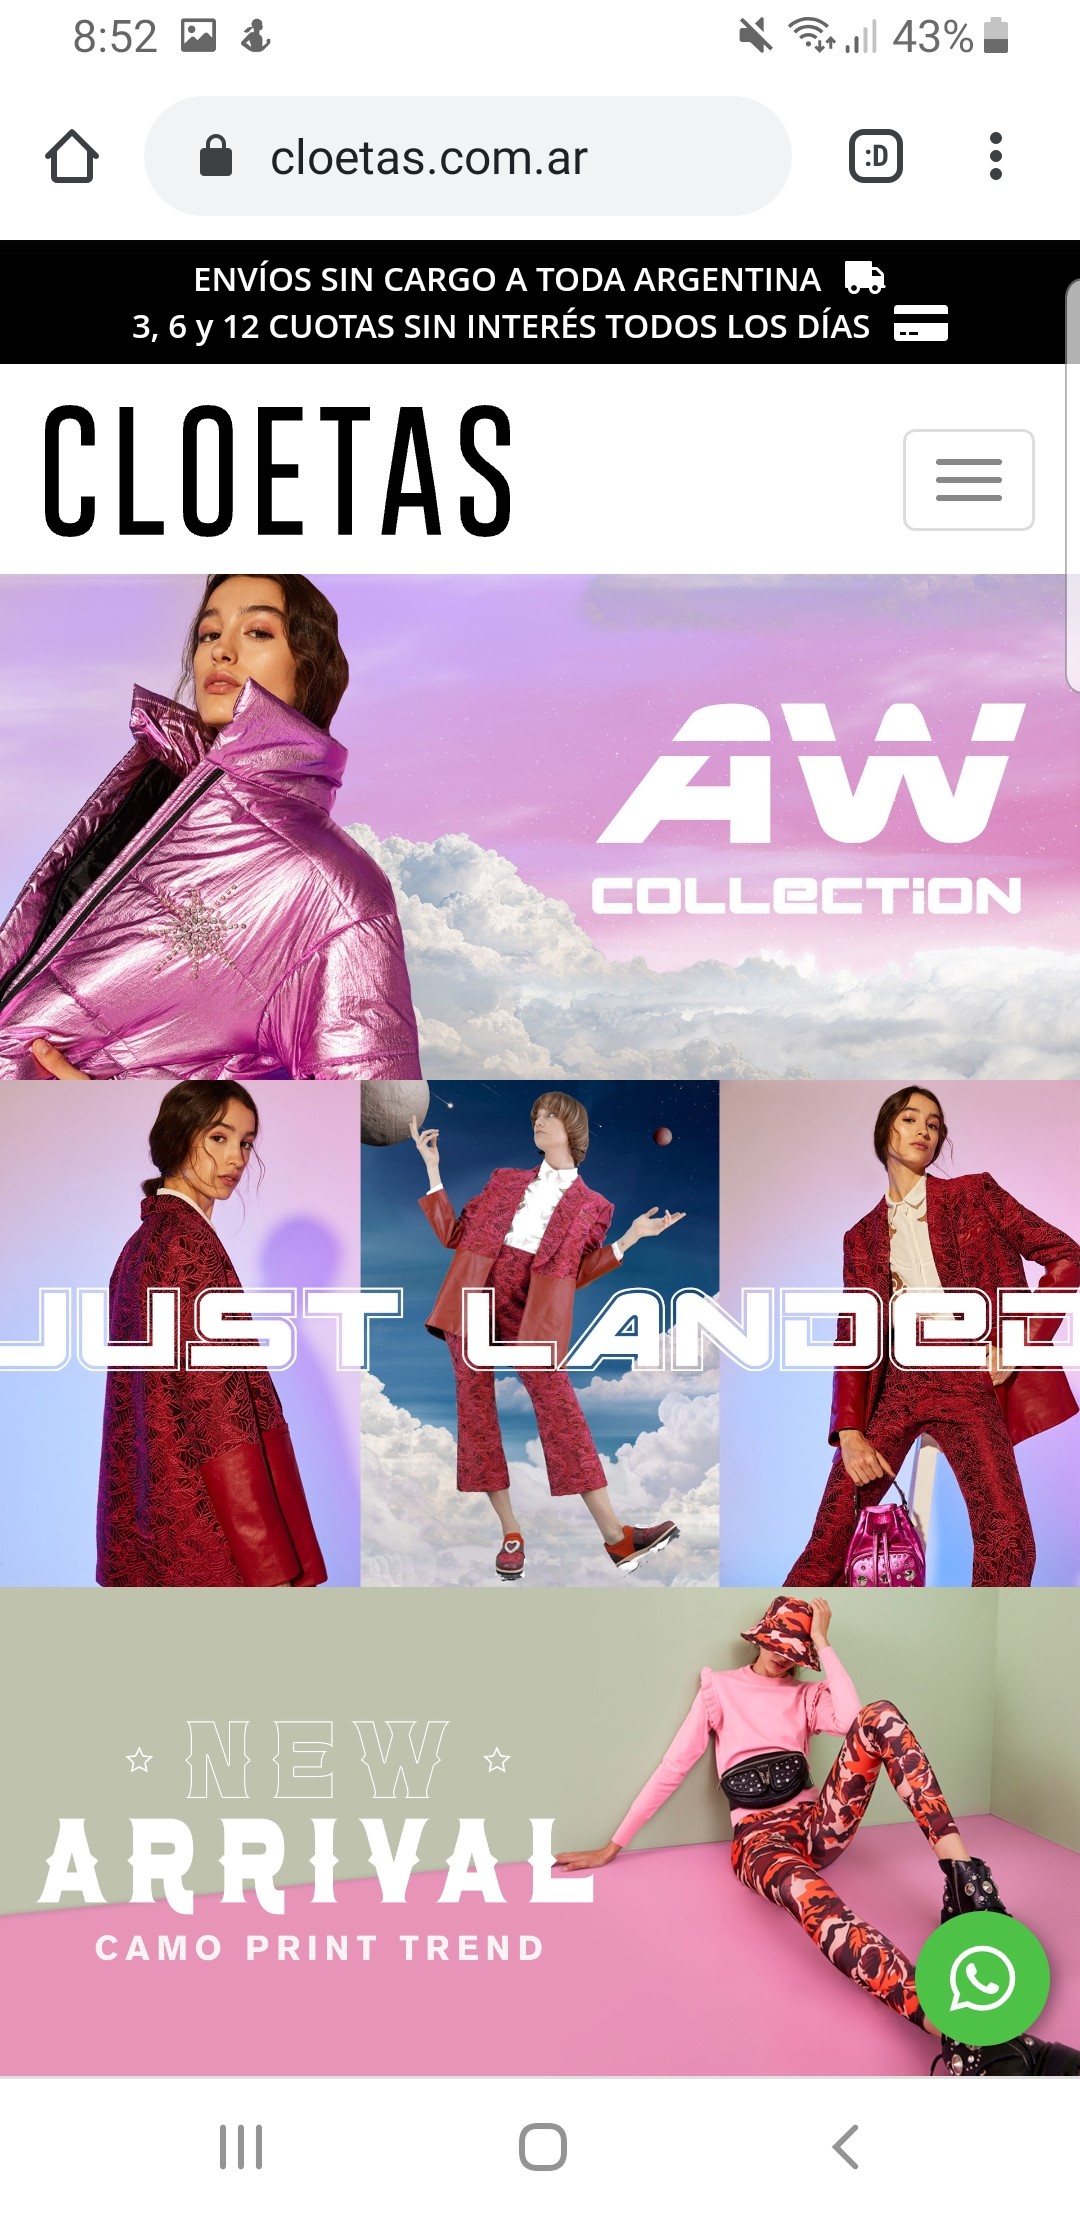 8:52
43%
cloetas.com.ar
:D
ENVÍOS SIN CARGO A TODA ARGENTINA
3, 6 y 12 CUOTAS SIN INTERÉS TODOS LOS DÍAS
CLOETAS
AW
COLLECTION
JUST LANDED
NEW
ARRIVAL
CAMO PRINT TREND